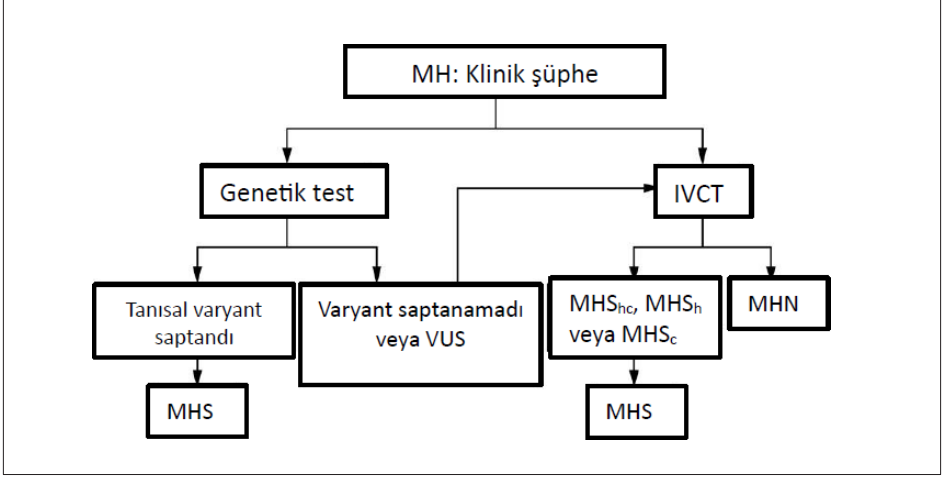 MH: Klinik şüphe
Genetik test
IVCT
Tanısal varyant
saptandı
Varyant saptanamadı
veya VUS
MHShc, MHSh
veya MHSc
MHN
MHS
MHS